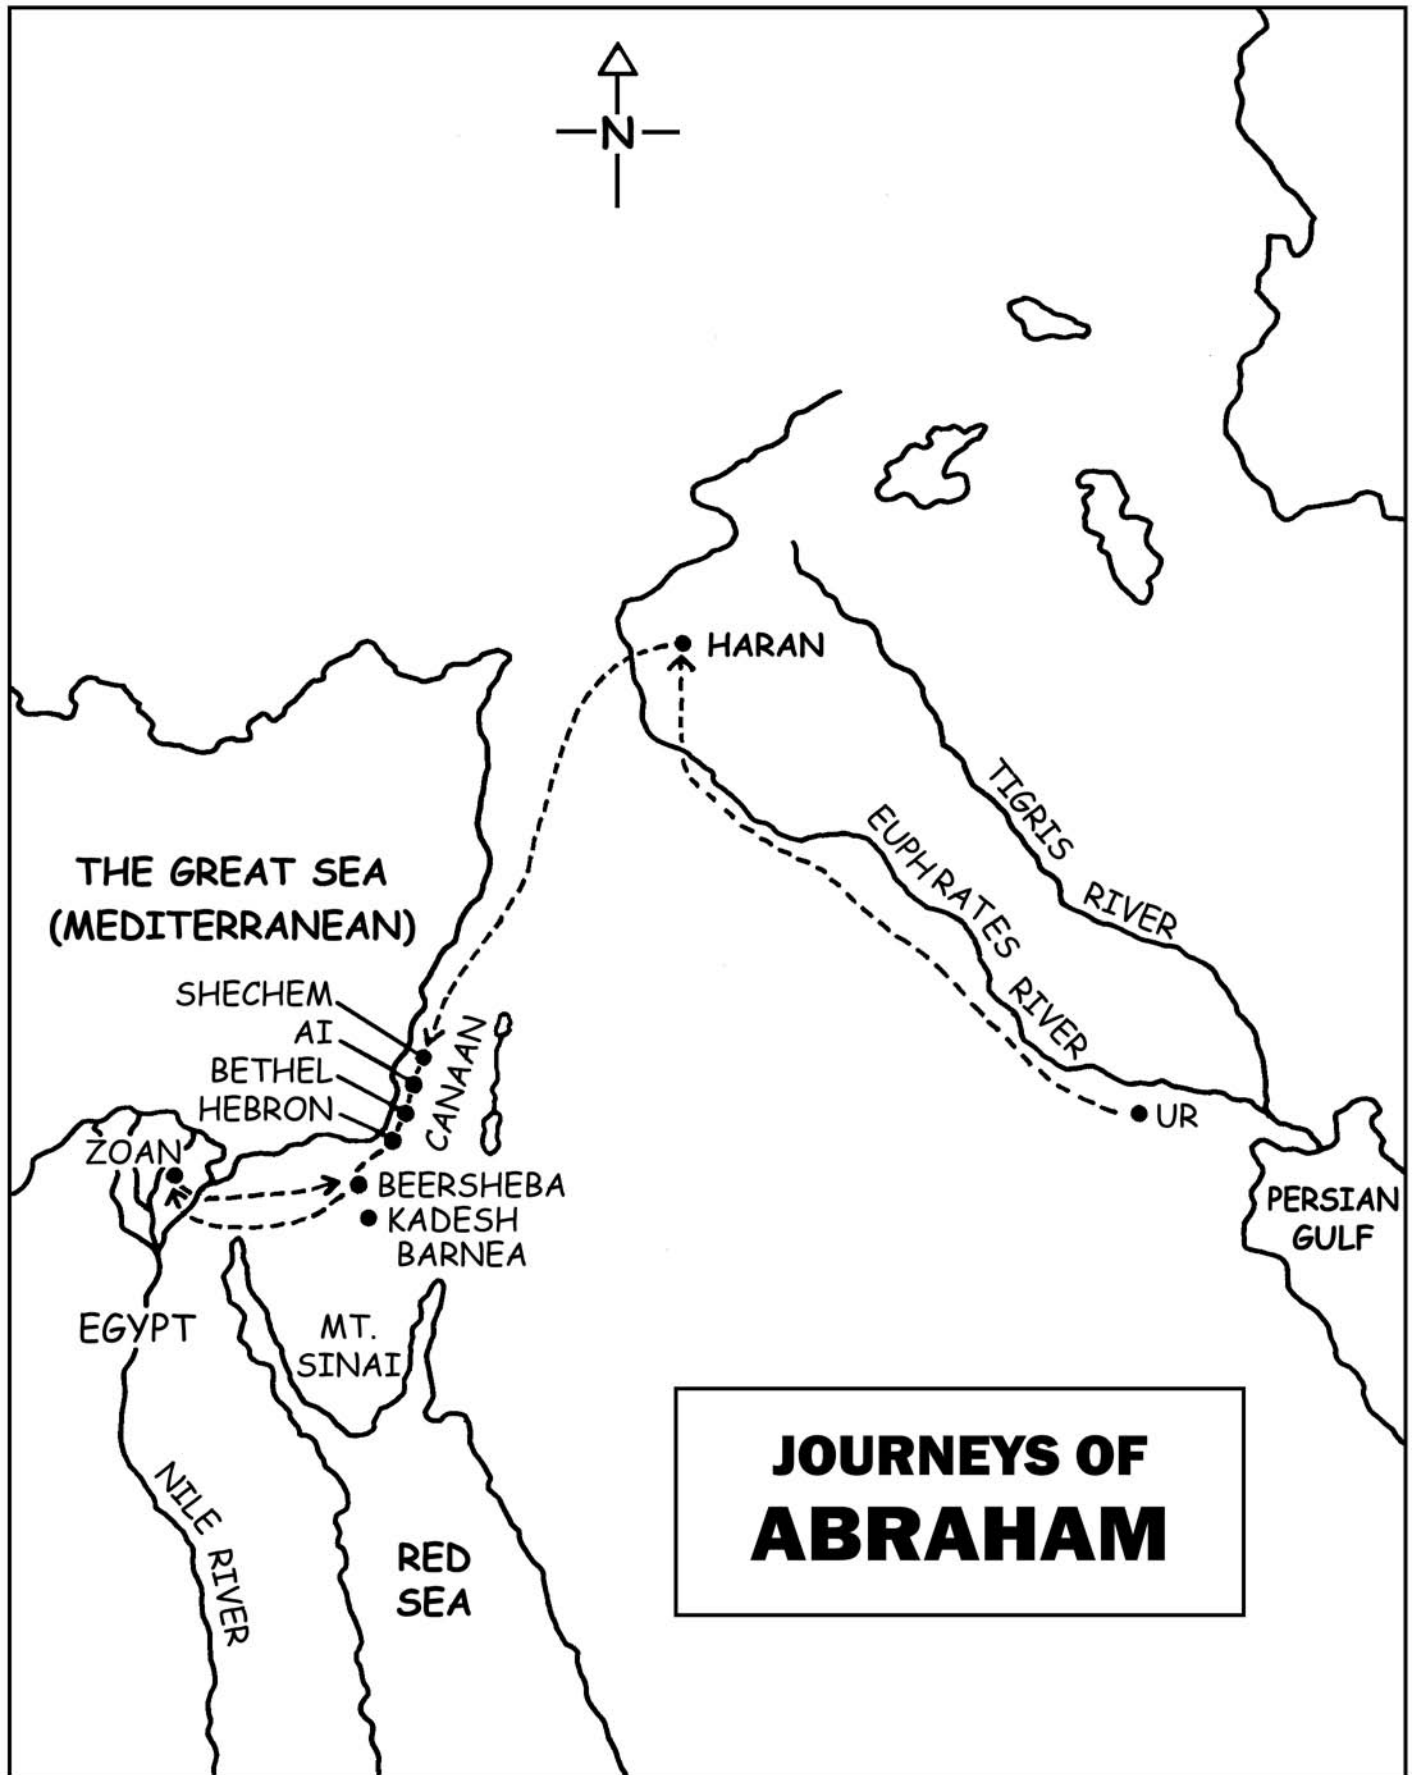 N
HARAN
TIGRIS RIVER
EUPHRATES RIVER
THE GREAT SEA
(MEDITERRANEAN)
SHECHEM
AI
BETHEL
HEBRON
CANAAN
UR
ZOAN
BEERSHEBA
KADESH
BARNEA
PERSIAN
GULF
EGYPT
MT.
SINAI
NILE RIVER
RED
SEA
JOURNEYS OF
ABRAHAM